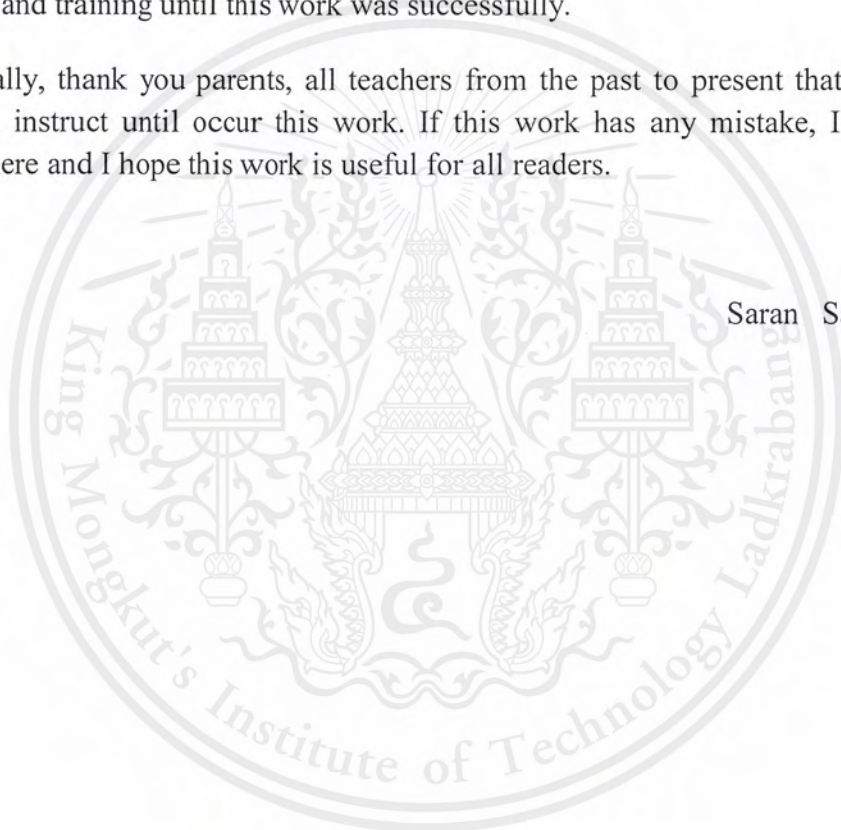 and training until this work was successfully.
ally, thank you parents, all teachers from the past to present that
instruct until occur this work. If this work has any mistake, I
ere and I hope this work is useful for all readers.
Saran S
King Mongkut's Institute of Technology Ladkrabang